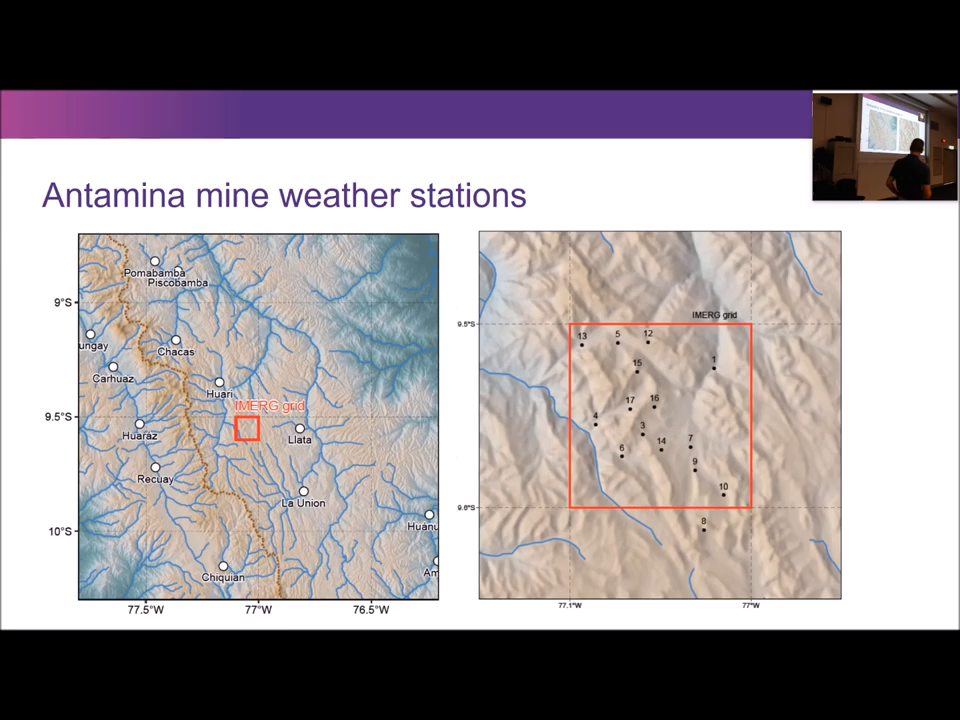 Antamina mine weather stations
Pomabamba
Piscobamba
9°S
ungay
Chacas
Carhuaz
Huari
IMERG grid
9.5°S
Huaraz
Llata
Recuay
La Union
10°S
Huánu
Am
Chiquian
77.5°W
77°W
76.5°W
IMERG grid
9.5°S
13
5
12
15
1
17
16
4
3
6
14
7
9
10
9.6°S
8
77.1°W
77°W